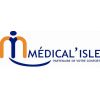 MÉDICAL'ISLE
PARTENAIRE DE VOTRE CONFORT